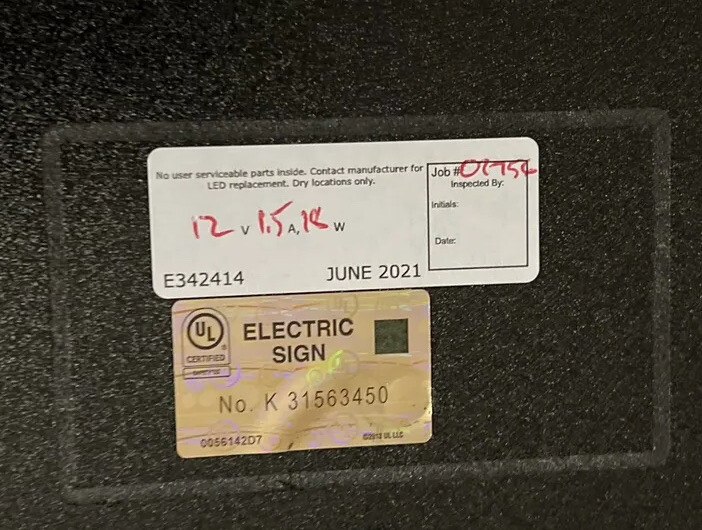 No user serviceable parts inside. Contact manufacturer for
LED replacement. Dry locations only.
12 V 1.5 A, 18 W
E342414 JUNE 2021
Job #
Inspected By:
Initials:
Date:
UL
CERTIFIED
ELECTRIC
SIGN
No. K 31563450
0056142D7
©2013 UL LLC